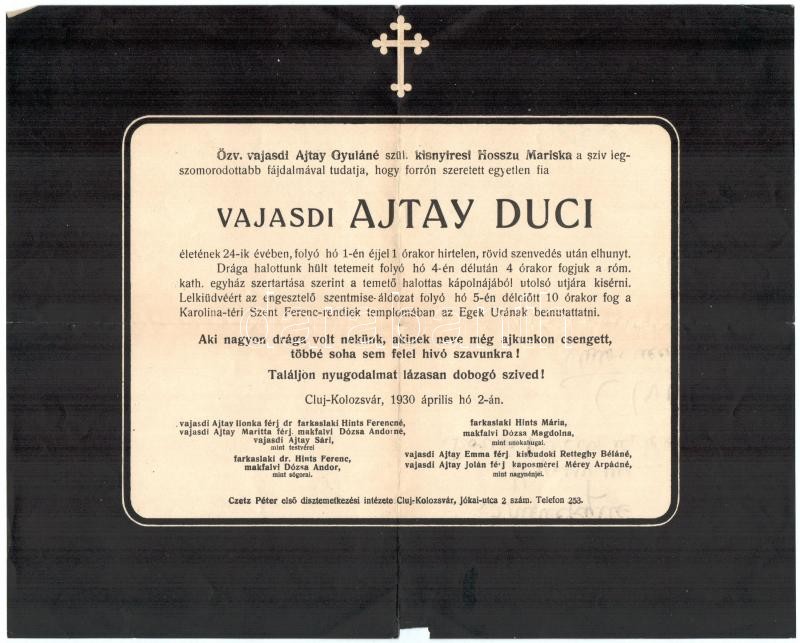 Özv. vajasdi Ajtay Gyuláné szül. kisnyiresi Hosszu Mariska a sziv leg-
szomorodottabb fájdalmával tudatja, hogy forrón szeretett egyetlen fia
VAJASDI AJTAY DUCI
életének 24-ik évében, folyó hó 1-én éjjel 1 órakor hirtelen, rövid szenvedés után elhunyt.
Drága halottunk hült tetemeit folyó hó 4-én délután 4 órakor fogjuk a róm.
kath. egyház szertartása szerint a temető halottas kápolnájából utolsó utjára kisérni.
Lelkiüdvéért az engesztelő szentmise-áldozat folyó hó 5-én délelőtt 10 órakor fog a
Karolina-téri Szent Ferenc-rendiek templomában az Egek Urának bemutattatni.
Aki nagyon drága volt nekünk, akinek neve még ajkunkon csengett,
többé soha sem felel hivó szavunkra!
Találjon nyugodalmat lázasan dobogó szived!
Cluj-Kolozsvár, 1930 április hó 2-án.
vajasdi Ajtay Ilonka férj dr farkaslaki Hints Ferencné,
vajasdi Ajtay Maritta férj. makfalvi Dózsa Andorné,
vajasdi Ajtay Sári,
mint testvérei
farkaslaki dr. Hints Ferenc,
makfalvi Dózsa Andor,
mint sógorai.
farkaslaki Hints Mária,
makfalvi Dózsa Magdolna,
mint unokahugai.
vajasdi Ajtay Emma férj kisbudoki Retteghy Béláné,
vajasdi Ajtay Jolán férj kaposmérei Mérey Arpádné,
mint nagynénjei.
Czetz Péter első disztemetkezési intézete Cluj-Kolozsvár, jókai-utca 2 szám. Telefon 253.
darabanth